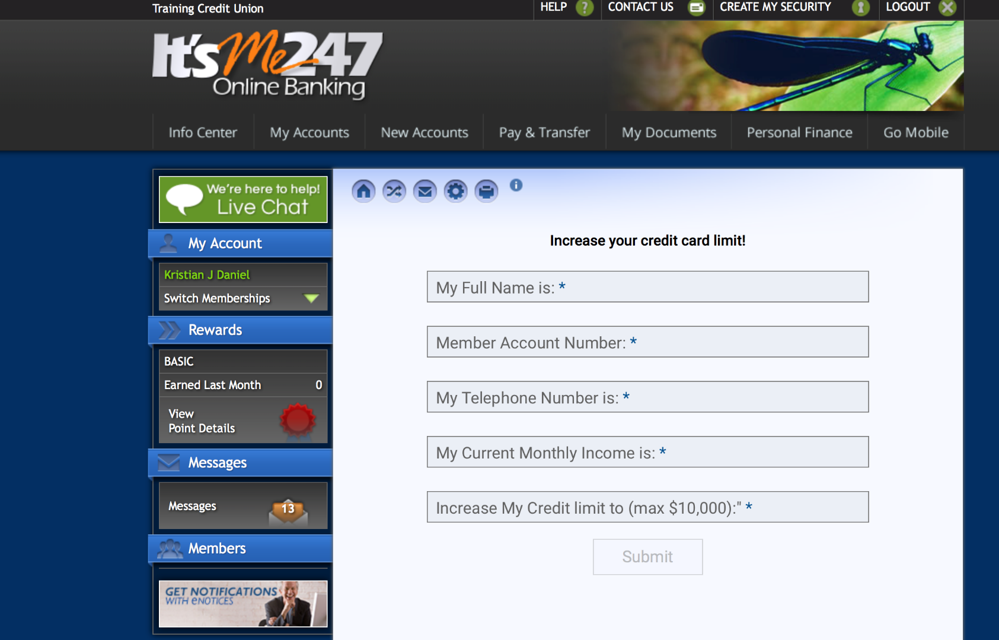 Training Credit Union
HELP ?
CONTACT US
CREATE MY SECURITY
LOGOUT
It's Me 247
Online Banking
Info Center
My Accounts
New Accounts
Pay & Transfer
My Documents
Personal Finance
Go Mobile
We're here to help!
Live Chat
My Account
Kristian J Daniel
Switch Memberships
Rewards
BASIC
Earned Last Month 0
View
Point Details
Messages
Messages 13
Members
GET NOTIFICATIONS
WITH eNOTICES
i
Increase your credit card limit!
My Full Name is: *
Member Account Number: *
My Telephone Number is: *
My Current Monthly Income is: *
Increase My Credit limit to (max $10,000):" *
Submit